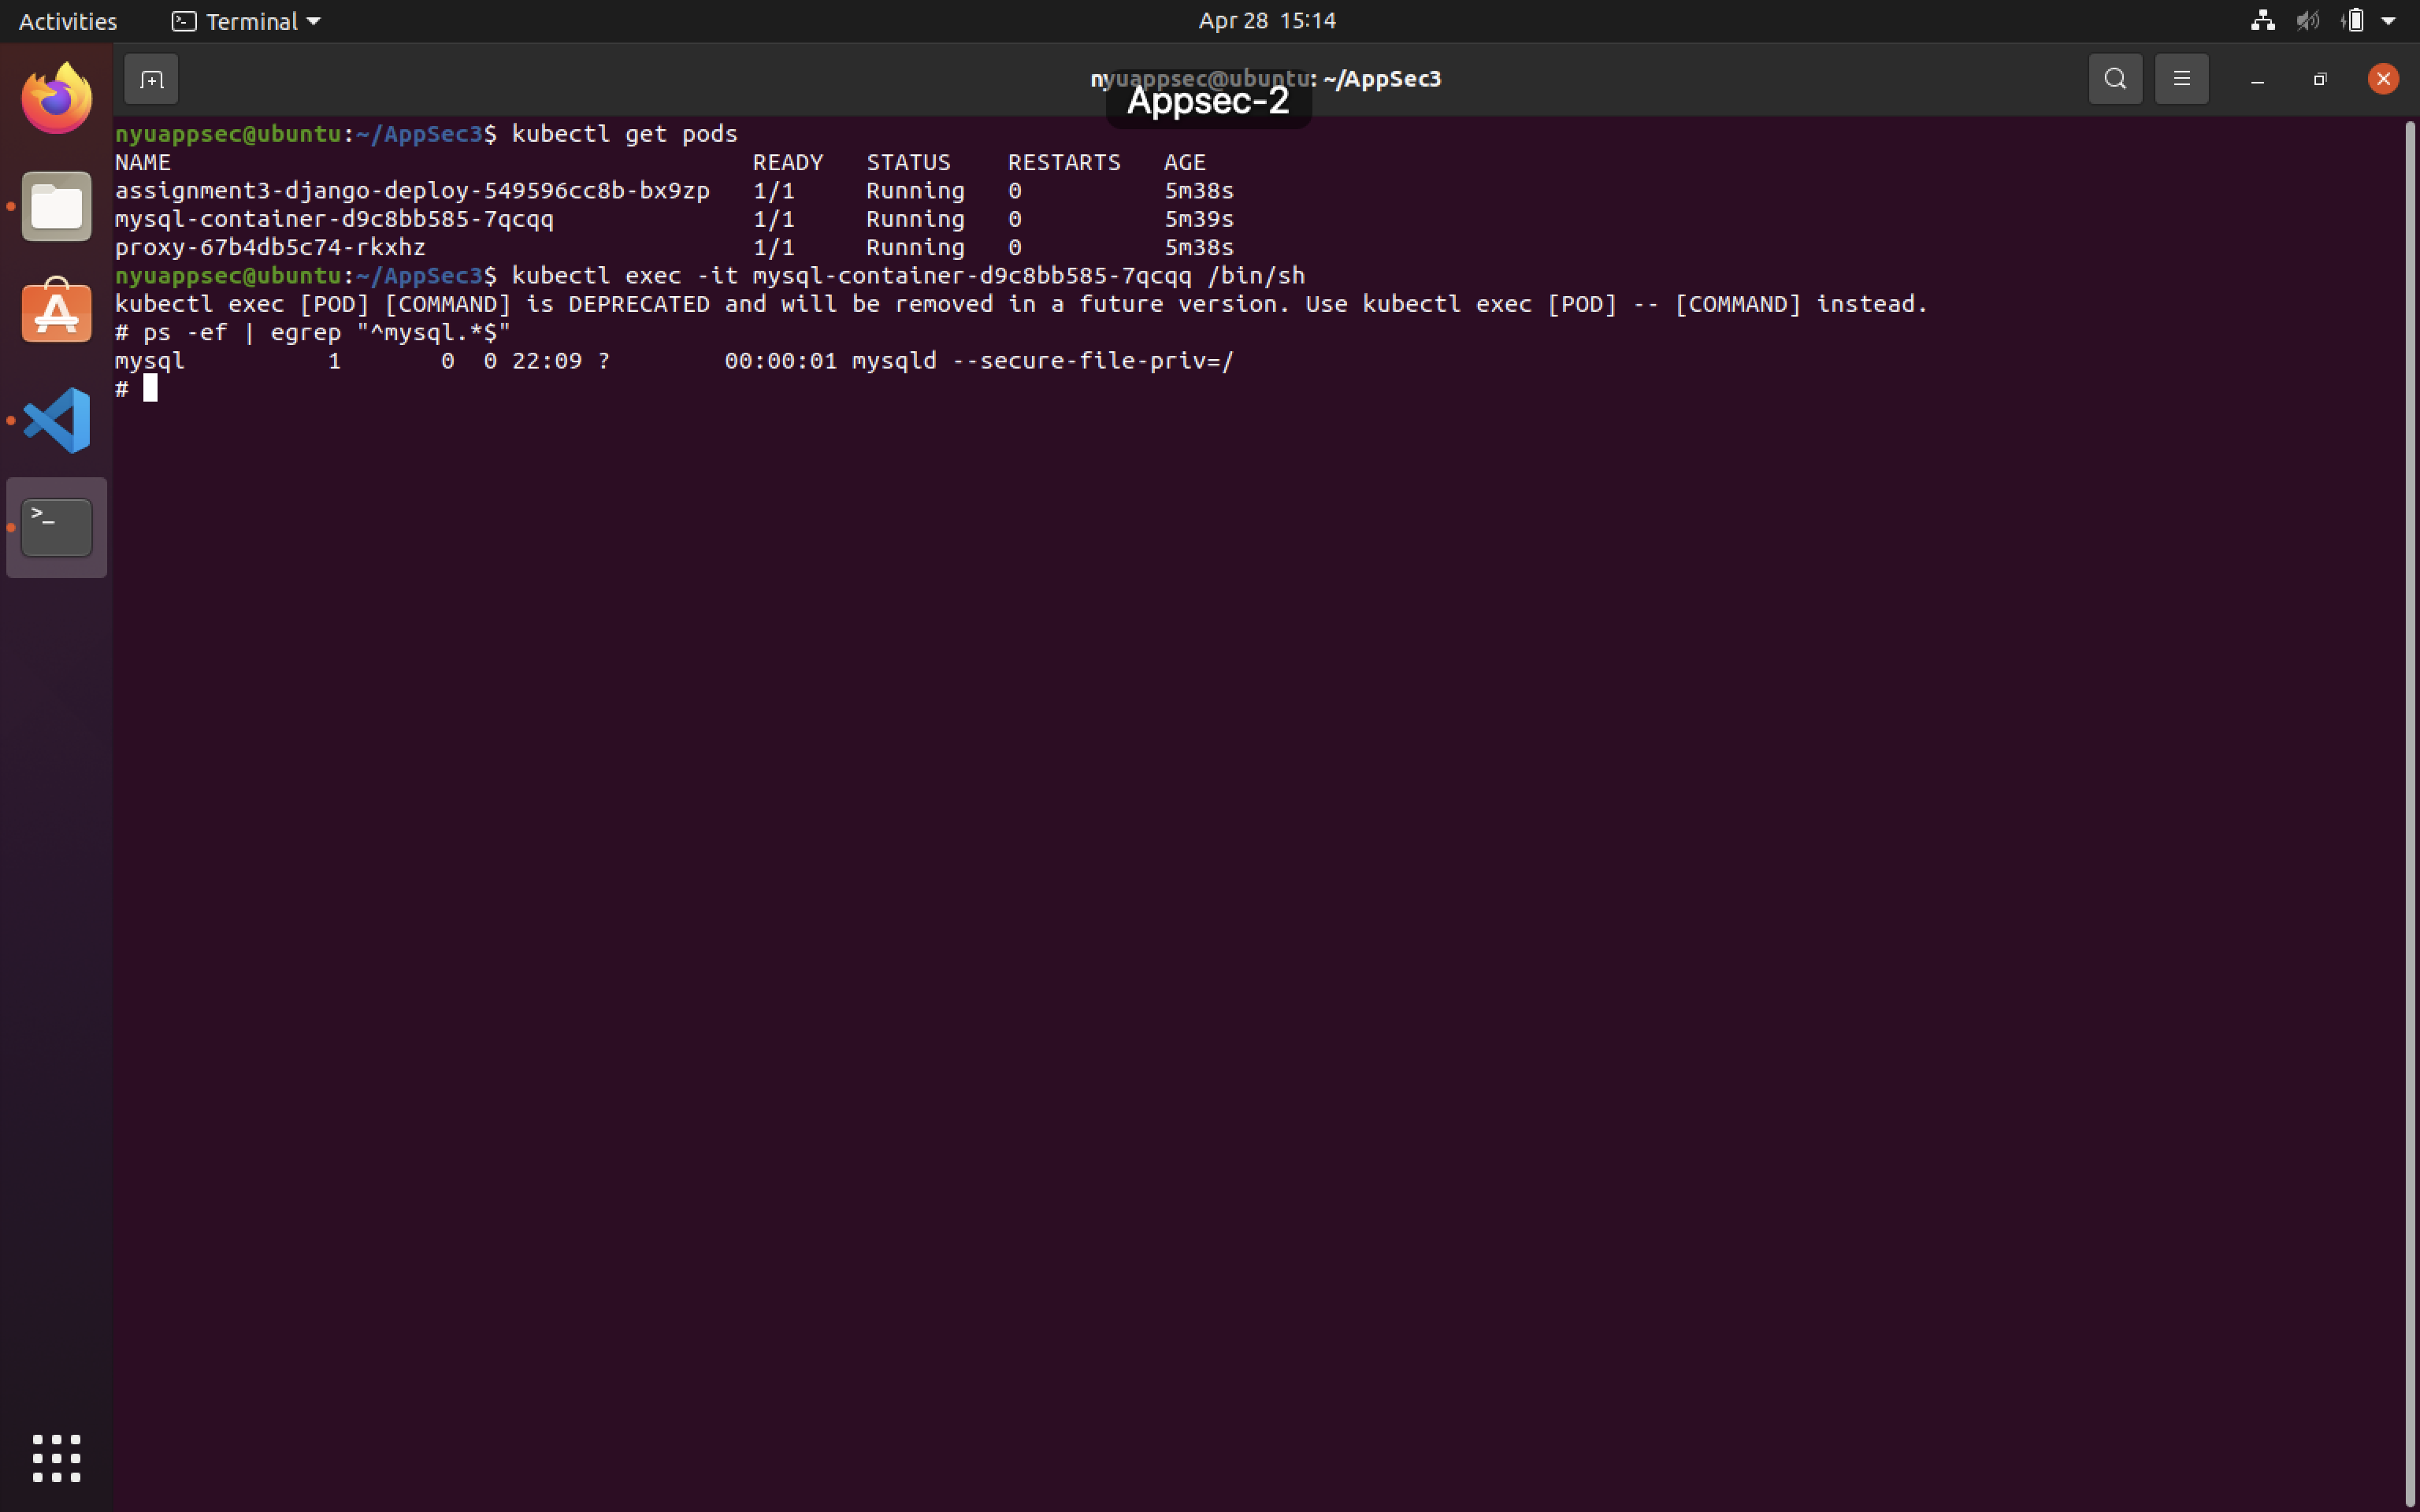 Activities Terminal Apr 28 15:14
nyuappsec@ubuntu: ~/AppSec3
Appsec-2
nyuappsec@ubuntu:~/AppSec3$ kubectl get pods
NAME READY STATUS RESTARTS AGE
assignment3-django-deploy-549596cc8b-bx9zp 1/1 Running 0 5m38s
mysql-container-d9c8bb585-7qcqq 1/1 Running 0 5m39s
proxy-67b4db5c74-rkxhz 1/1 Running 0 5m38s
nyuappsec@ubuntu:~/AppSec3$ kubectl exec -it mysql-container-d9c8bb585-7qcqq /bin/sh
kubectl exec [POD] [COMMAND] is DEPRECATED and will be removed in a future version. Use kubectl exec [POD] -- [COMMAND] instead.
# ps -ef | egrep "^mysql.*$"
mysql 1 0 0 22:09 ? 00:00:01 mysqld --secure-file-priv=/
#